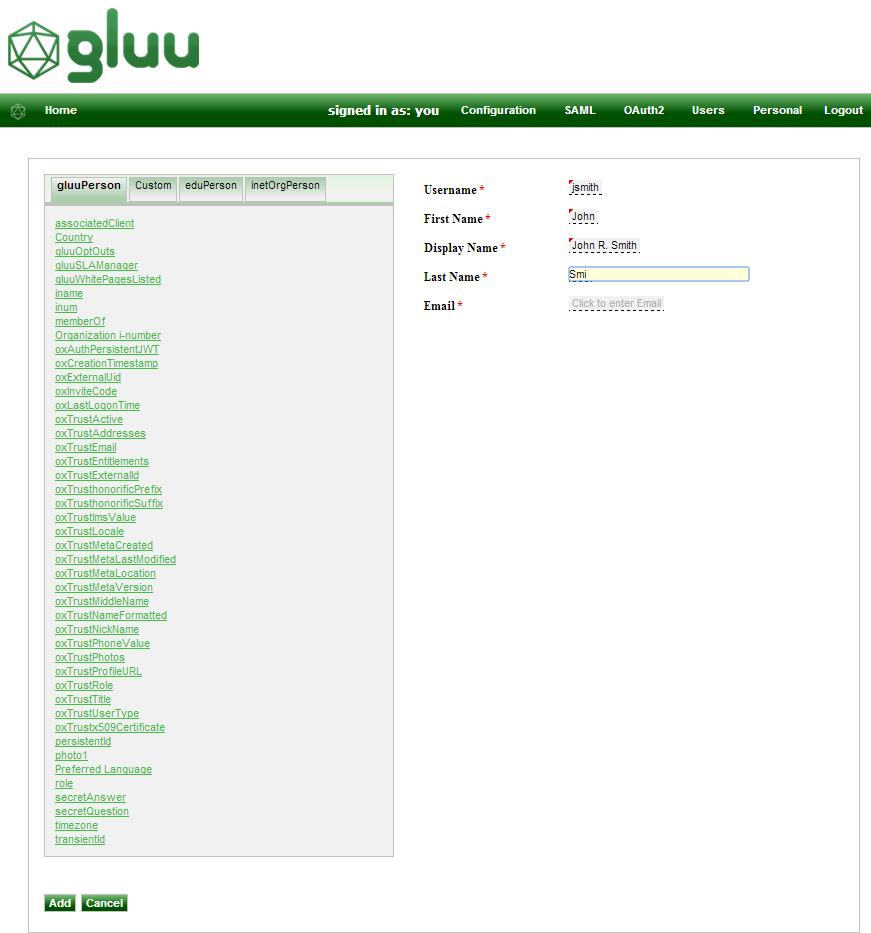 gluu
Home signed in as: you Configuration SAML OAuth2 Users Personal Logout
gluuPerson Custom eduPerson inetOrgPerson
associatedClient
Country
gluuOptOuts
gluuSLAManager
gluuWhitePagesListed
iname
inum
memberOf
Organization i-number
oxAuthPersistentJWT
oxCreationTimestamp
oxExternalUid
oxInviteCode
oxLastLogonTime
oxTrustActive
oxTrustAddresses
oxTrustEmail
oxTrustEntitlements
oxTrustExternalId
oxTrusthonorificPrefix
oxTrusthonorificSuffix
oxTrustImsValue
oxTrustLocale
oxTrustMetaCreated
oxTrustMetaLastModified
oxTrustMetaLocation
oxTrustMetaVersion
oxTrustMiddleName
oxTrustNameFormatted
oxTrustNickName
oxTrustPhoneValue
oxTrustPhotos
oxTrustProfileURL
oxTrustRole
oxTrustTitle
oxTrustUserType
oxTrustx509Certificate
persistentId
photo1
Preferred Language
role
secretAnswer
secretQuestion
timezone
transientId
Username * jsmith
First Name * John
Display Name * John R. Smith
Last Name * Smi
Email * Click to enter Email
Add Cancel